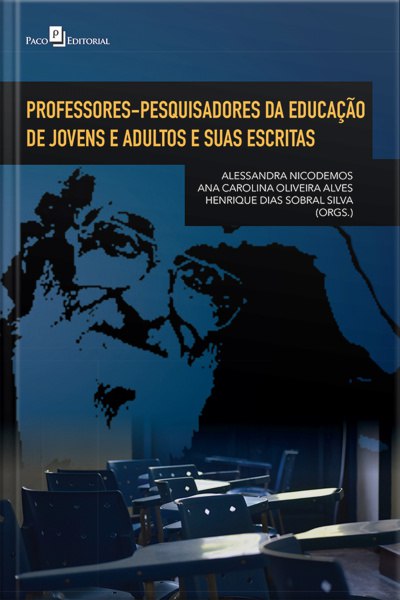 PACO EDITORIAL
PROFESSORES-PESQUISADORES DA EDUCAÇÃO
DE JOVENS E ADULTOS E SUAS ESCRITAS
ALESSANDRA NICODEMOS
ANA CAROLINA OLIVEIRA ALVES
HENRIQUE DIAS SOBRAL SILVA
(ORGS.)